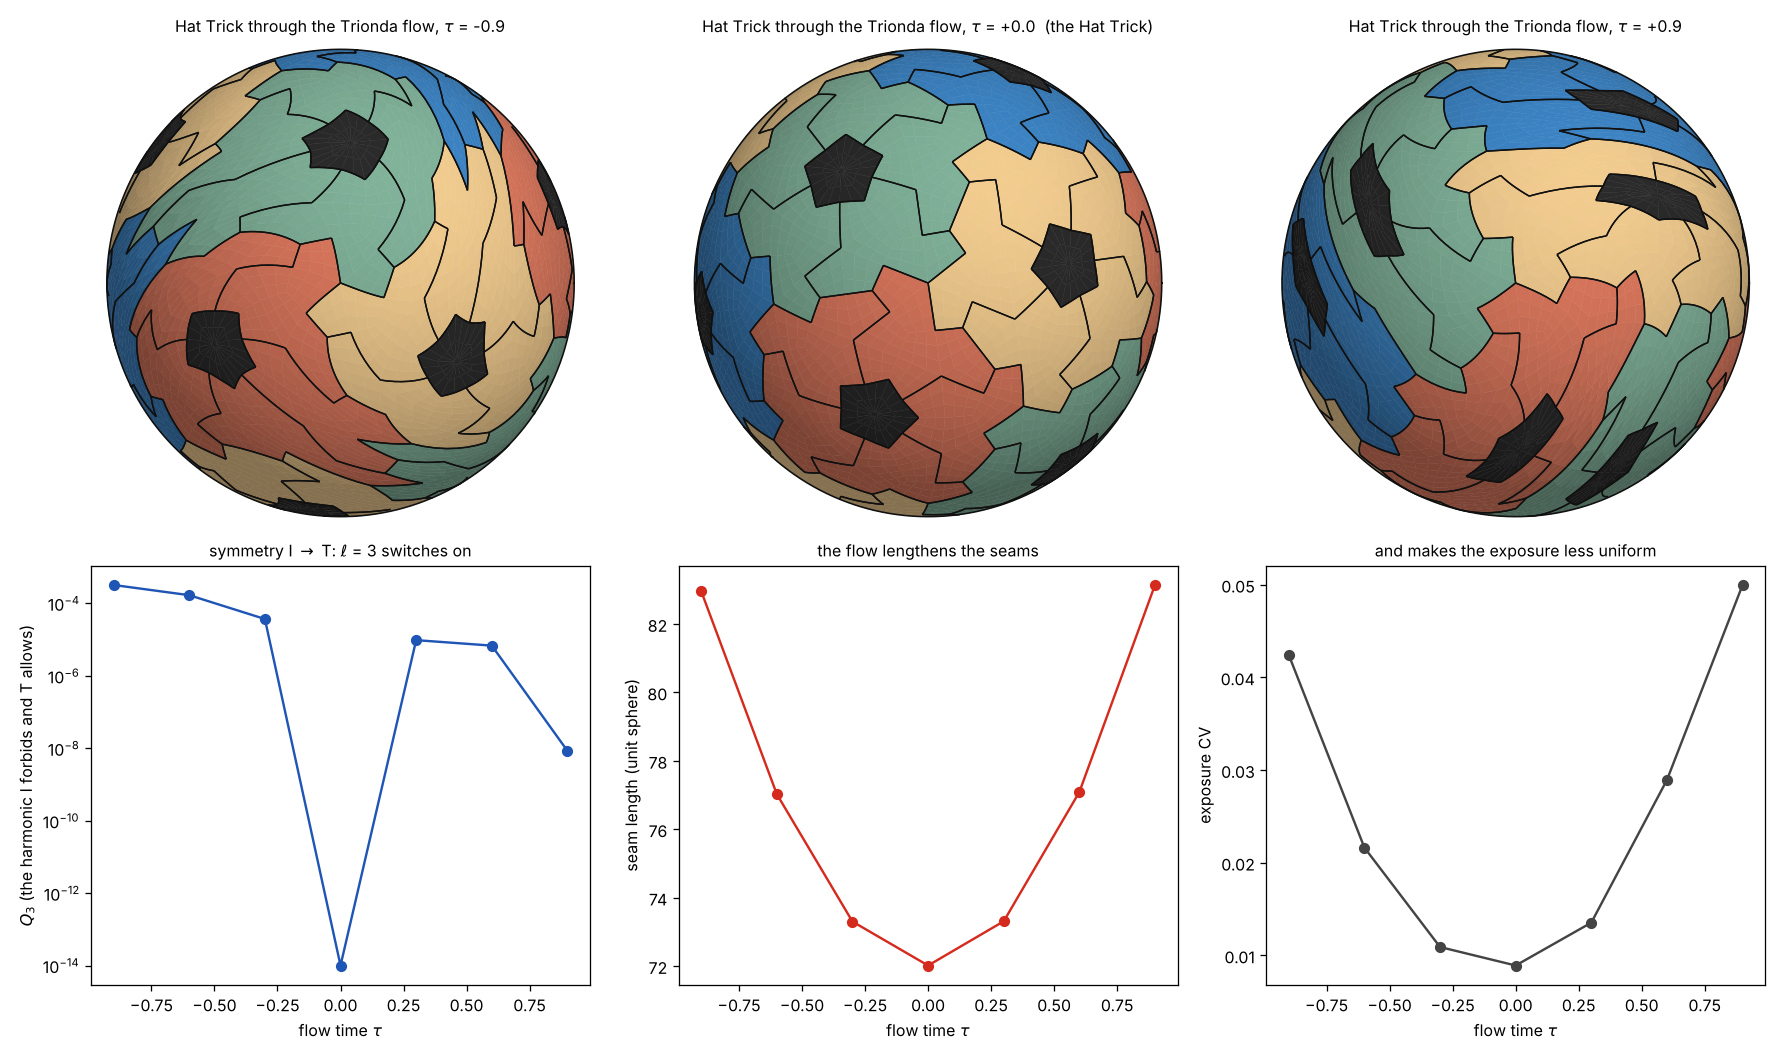 Hat Trick through the Trionda flow, τ = -0.9
Hat Trick through the Trionda flow, τ = +0.0 (the Hat Trick)
Hat Trick through the Trionda flow, τ = +0.9
symmetry I → T: ℓ = 3 switches on
Q₃ (the harmonic I forbids and T allows)
10⁻⁴
10⁻⁶
10⁻⁸
10⁻¹⁰
10⁻¹²
10⁻¹⁴
−0.75 −0.50 −0.25 0.00 0.25 0.50 0.75
flow time τ
the flow lengthens the seams
seam length (unit sphere)
82
80
78
76
74
72
−0.75 −0.50 −0.25 0.00 0.25 0.50 0.75
flow time τ
and makes the exposure less uniform
exposure CV
0.05
0.04
0.03
0.02
0.01
−0.75 −0.50 −0.25 0.00 0.25 0.50 0.75
flow time τ